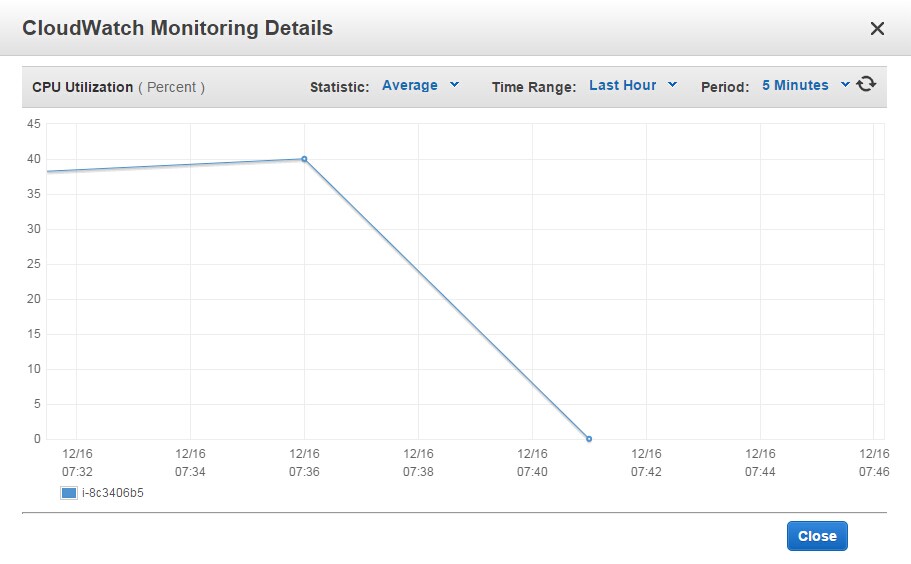 CloudWatch Monitoring Details
CPU Utilization ( Percent ) Statistic: Average Time Range: Last Hour Period: 5 Minutes
45
40
35
30
25
20
15
10
5
0
12/16 12/16 12/16 12/16 12/16 12/16 12/16 12/16
07:32 07:34 07:36 07:38 07:40 07:42 07:44 07:46
i-8c3406b5
Close